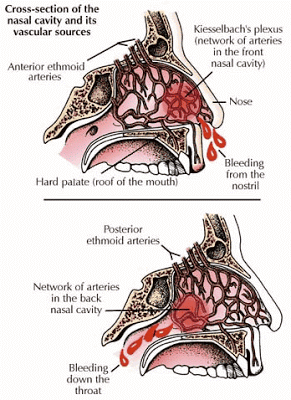 Cross-section of the
nasal cavity and its
vascular sources
Kiesselbach's plexus
(network of arteries
in the front
nasal cavity)
Anterior ethmoid
arteries
Nose
Hard palate (roof of the mouth)
Bleeding
from the
nostril
Posterior
ethmoid arteries
Network of arteries
in the back
nasal cavity
Bleeding
down the
throat